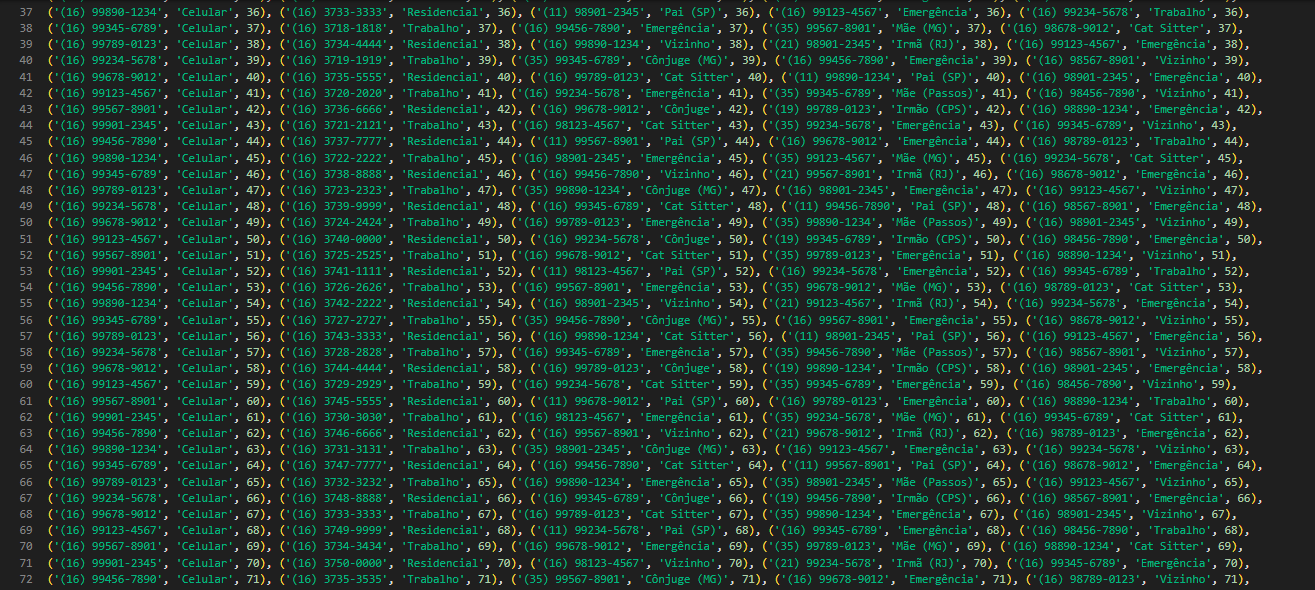 37 ('(16) 99890-1234', 'Celular', 36), ('(16) 3733-3333', 'Residencial', 36), ('(11) 98901-2345', 'Pai (SP)', 36), ('(16) 99123-4567', 'Emergência', 36), ('(16) 99234-5678', 'Trabalho', 36),
38 ('(16) 99345-6789', 'Celular', 37), ('(16) 3718-1818', 'Trabalho', 37), ('(16) 99456-7890', 'Emergência', 37), ('(35) 99567-8901', 'Mãe (MG)', 37), ('(16) 98678-9012', 'Cat Sitter', 37),
39 ('(16) 99789-0123', 'Celular', 38), ('(16) 3734-4444', 'Residencial', 38), ('(16) 99890-1234', 'Vizinho', 38), ('(21) 98901-2345', 'Irmã (RJ)', 38), ('(16) 99123-4567', 'Emergência', 38),
40 ('(16) 99234-5678', 'Celular', 39), ('(16) 3719-1919', 'Trabalho', 39), ('(35) 99345-6789', 'Cônjuge (MG)', 39), ('(16) 99456-7890', 'Emergência', 39), ('(16) 98567-8901', 'Vizinho', 39),
41 ('(16) 99678-9012', 'Celular', 40), ('(16) 3735-5555', 'Residencial', 40), ('(16) 99789-0123', 'Cat Sitter', 40), ('(11) 99890-1234', 'Pai (SP)', 40), ('(16) 98901-2345', 'Emergência', 40),
42 ('(16) 99123-4567', 'Celular', 41), ('(16) 3720-2020', 'Trabalho', 41), ('(16) 99234-5678', 'Emergência', 41), ('(35) 99345-6789', 'Mãe (Passos)', 41), ('(16) 98456-7890', 'Vizinho', 41),
43 ('(16) 99567-8901', 'Celular', 42), ('(16) 3736-6666', 'Residencial', 42), ('(16) 99678-9012', 'Cônjuge', 42), ('(19) 99789-0123', 'Irmão (CPS)', 42), ('(16) 98890-1234', 'Emergência', 42),
44 ('(16) 99901-2345', 'Celular', 43), ('(16) 3721-2121', 'Trabalho', 43), ('(16) 98123-4567', 'Cat Sitter', 43), ('(35) 99234-5678', 'Emergência', 43), ('(16) 99345-6789', 'Vizinho', 43),
45 ('(16) 99456-7890', 'Celular', 44), ('(16) 3737-7777', 'Residencial', 44), ('(11) 99567-8901', 'Pai (SP)', 44), ('(16) 99678-9012', 'Emergência', 44), ('(16) 98789-0123', 'Trabalho', 44),
46 ('(16) 99890-1234', 'Celular', 45), ('(16) 3722-2222', 'Trabalho', 45), ('(16) 98901-2345', 'Emergência', 45), ('(35) 99123-4567', 'Mãe (MG)', 45), ('(16) 99234-5678', 'Cat Sitter', 45),
47 ('(16) 99345-6789', 'Celular', 46), ('(16) 3738-8888', 'Residencial', 46), ('(16) 99456-7890', 'Vizinho', 46), ('(21) 99567-8901', 'Irmã (RJ)', 46), ('(16) 98678-9012', 'Emergência', 46),
48 ('(16) 99789-0123', 'Celular', 47), ('(16) 3723-2323', 'Trabalho', 47), ('(35) 99890-1234', 'Cônjuge (MG)', 47), ('(16) 98901-2345', 'Emergência', 47), ('(16) 99123-4567', 'Vizinho', 47),
49 ('(16) 99234-5678', 'Celular', 48), ('(16) 3739-9999', 'Residencial', 48), ('(16) 99345-6789', 'Cat Sitter', 48), ('(11) 99456-7890', 'Pai (SP)', 48), ('(16) 98567-8901', 'Emergência', 48),
50 ('(16) 99678-9012', 'Celular', 49), ('(16) 3724-2424', 'Trabalho', 49), ('(16) 99789-0123', 'Emergência', 49), ('(35) 99890-1234', 'Mãe (Passos)', 49), ('(16) 98901-2345', 'Vizinho', 49),
51 ('(16) 99123-4567', 'Celular', 50), ('(16) 3740-0000', 'Residencial', 50), ('(16) 99234-5678', 'Cônjuge', 50), ('(19) 99345-6789', 'Irmão (CPS)', 50), ('(16) 98456-7890', 'Emergência', 50),
52 ('(16) 99567-8901', 'Celular', 51), ('(16) 3725-2525', 'Trabalho', 51), ('(16) 99678-9012', 'Cat Sitter', 51), ('(35) 99789-0123', 'Emergência', 51), ('(16) 98890-1234', 'Vizinho', 51),
53 ('(16) 99901-2345', 'Celular', 52), ('(16) 3741-1111', 'Residencial', 52), ('(11) 98123-4567', 'Pai (SP)', 52), ('(16) 99234-5678', 'Emergência', 52), ('(16) 99345-6789', 'Trabalho', 52),
54 ('(16) 99456-7890', 'Celular', 53), ('(16) 3726-2626', 'Trabalho', 53), ('(16) 99567-8901', 'Emergência', 53), ('(35) 99678-9012', 'Mãe (MG)', 53), ('(16) 98789-0123', 'Cat Sitter', 53),
55 ('(16) 99890-1234', 'Celular', 54), ('(16) 3742-2222', 'Residencial', 54), ('(16) 98901-2345', 'Vizinho', 54), ('(21) 99123-4567', 'Irmã (RJ)', 54), ('(16) 99234-5678', 'Emergência', 54),
56 ('(16) 99345-6789', 'Celular', 55), ('(16) 3727-2727', 'Trabalho', 55), ('(35) 99456-7890', 'Cônjuge (MG)', 55), ('(16) 99567-8901', 'Emergência', 55), ('(16) 98678-9012', 'Vizinho', 55),
57 ('(16) 99789-0123', 'Celular', 56), ('(16) 3743-3333', 'Residencial', 56), ('(16) 99890-1234', 'Cat Sitter', 56), ('(11) 98901-2345', 'Pai (SP)', 56), ('(16) 99123-4567', 'Emergência', 56),
58 ('(16) 99234-5678', 'Celular', 57), ('(16) 3728-2828', 'Trabalho', 57), ('(16) 99345-6789', 'Emergência', 57), ('(35) 99456-7890', 'Mãe (Passos)', 57), ('(16) 98567-8901', 'Vizinho', 57),
59 ('(16) 99678-9012', 'Celular', 58), ('(16) 3744-4444', 'Residencial', 58), ('(16) 99789-0123', 'Cônjuge', 58), ('(19) 99890-1234', 'Irmão (CPS)', 58), ('(16) 98901-2345', 'Emergência', 58),
60 ('(16) 99123-4567', 'Celular', 59), ('(16) 3729-2929', 'Trabalho', 59), ('(16) 99234-5678', 'Cat Sitter', 59), ('(35) 99345-6789', 'Emergência', 59), ('(16) 98456-7890', 'Vizinho', 59),
61 ('(16) 99567-8901', 'Celular', 60), ('(16) 3745-5555', 'Residencial', 60), ('(11) 99678-9012', 'Pai (SP)', 60), ('(16) 99789-0123', 'Emergência', 60), ('(16) 98890-1234', 'Trabalho', 60),
62 ('(16) 99901-2345', 'Celular', 61), ('(16) 3730-3030', 'Trabalho', 61), ('(16) 98123-4567', 'Emergência', 61), ('(35) 99234-5678', 'Mãe (MG)', 61), ('(16) 99345-6789', 'Cat Sitter', 61),
63 ('(16) 99456-7890', 'Celular', 62), ('(16) 3746-6666', 'Residencial', 62), ('(16) 99567-8901', 'Vizinho', 62), ('(21) 99678-9012', 'Irmã (RJ)', 62), ('(16) 98789-0123', 'Emergência', 62),
64 ('(16) 99890-1234', 'Celular', 63), ('(16) 3731-3131', 'Trabalho', 63), ('(35) 98901-2345', 'Cônjuge (MG)', 63), ('(16) 99123-4567', 'Emergência', 63), ('(16) 99234-5678', 'Vizinho', 63),
65 ('(16) 99345-6789', 'Celular', 64), ('(16) 3747-7777', 'Residencial', 64), ('(16) 99456-7890', 'Cat Sitter', 64), ('(11) 99567-8901', 'Pai (SP)', 64), ('(16) 98678-9012', 'Emergência', 64),
66 ('(16) 99789-0123', 'Celular', 65), ('(16) 3732-3232', 'Trabalho', 65), ('(16) 99890-1234', 'Emergência', 65), ('(35) 98901-2345', 'Mãe (Passos)', 65), ('(16) 99123-4567', 'Vizinho', 65),
67 ('(16) 99234-5678', 'Celular', 66), ('(16) 3748-8888', 'Residencial', 66), ('(16) 99345-6789', 'Cônjuge', 66), ('(19) 99456-7890', 'Irmão (CPS)', 66), ('(16) 98567-8901', 'Emergência', 66),
68 ('(16) 99678-9012', 'Celular', 67), ('(16) 3733-3333', 'Trabalho', 67), ('(16) 99789-0123', 'Cat Sitter', 67), ('(35) 99890-1234', 'Emergência', 67), ('(16) 98901-2345', 'Vizinho', 67),
69 ('(16) 99123-4567', 'Celular', 68), ('(16) 3749-9999', 'Residencial', 68), ('(11) 99234-5678', 'Pai (SP)', 68), ('(16) 99345-6789', 'Emergência', 68), ('(16) 98456-7890', 'Trabalho', 68),
70 ('(16) 99567-8901', 'Celular', 69), ('(16) 3734-3434', 'Trabalho', 69), ('(16) 99678-9012', 'Emergência', 69), ('(35) 99789-0123', 'Mãe (MG)', 69), ('(16) 98890-1234', 'Cat Sitter', 69),
71 ('(16) 99901-2345', 'Celular', 70), ('(16) 3750-0000', 'Residencial', 70), ('(16) 98123-4567', 'Vizinho', 70), ('(21) 99234-5678', 'Irmã (RJ)', 70), ('(16) 99345-6789', 'Emergência', 70),
72 ('(16) 99456-7890', 'Celular', 71), ('(16) 3735-3535', 'Trabalho', 71), ('(35) 99567-8901', 'Cônjuge (MG)', 71), ('(16) 99678-9012', 'Emergência', 71), ('(16) 98789-0123', 'Vizinho', 71),